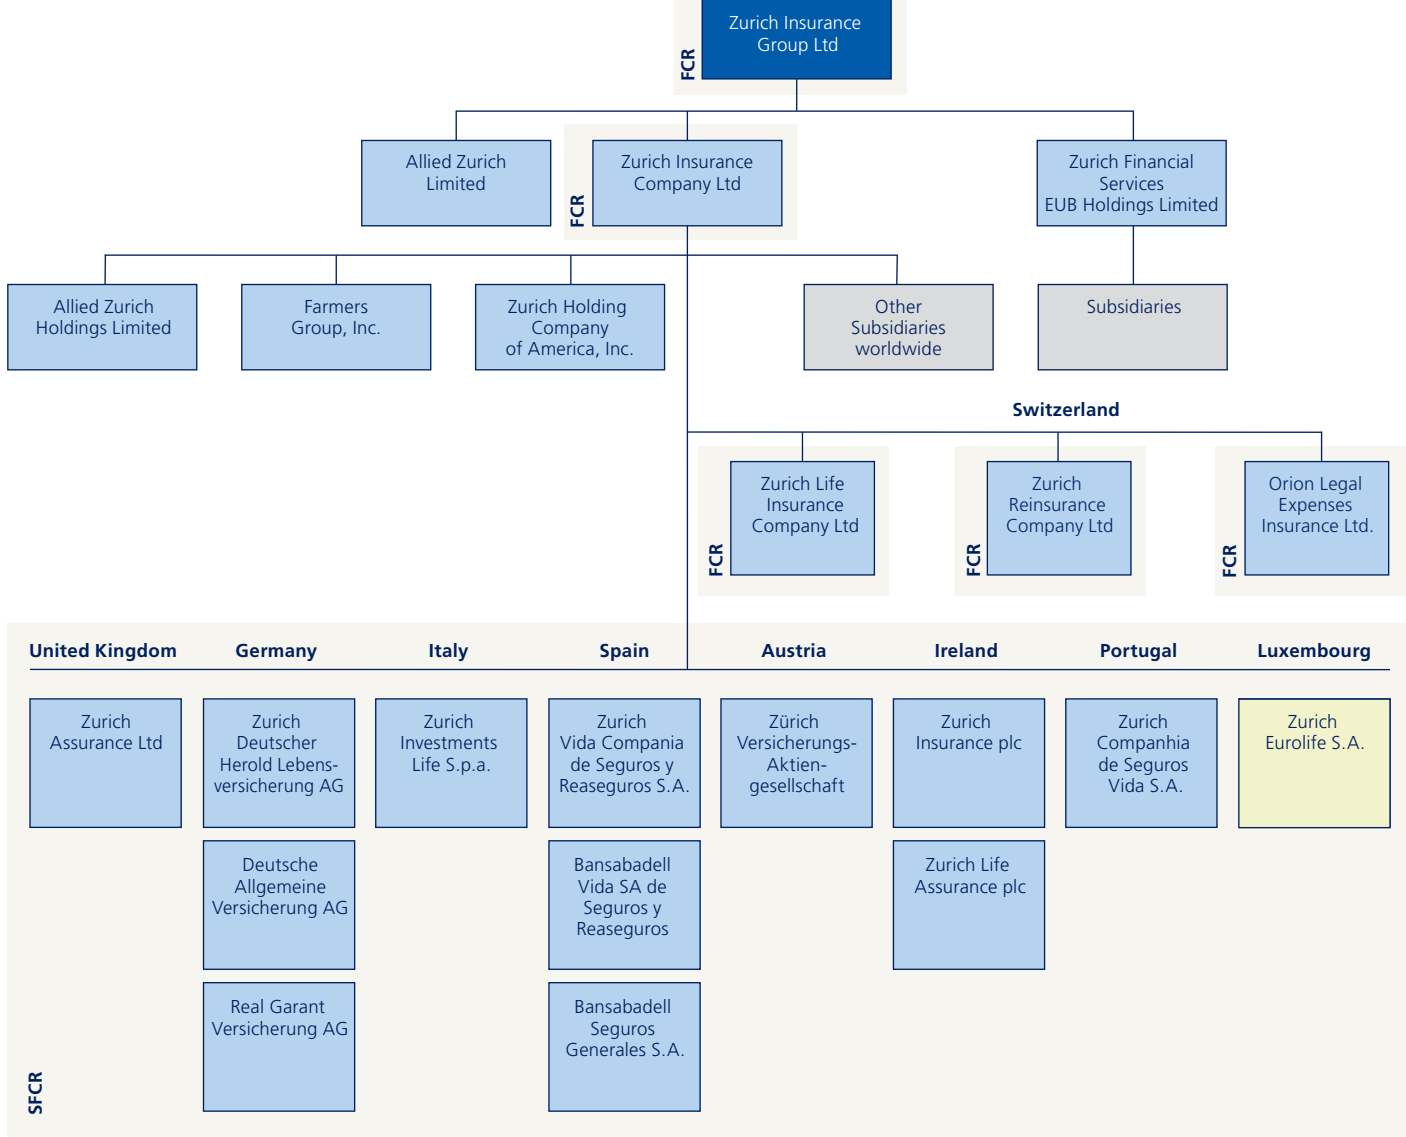 Zurich Insurance
Group Ltd
FCR
Allied Zurich
Limited
Zurich Insurance
Company Ltd
FCR
Zurich Financial
Services
EUB Holdings Limited
Allied Zurich
Holdings Limited
Farmers
Group, Inc.
Zurich Holding
Company
of America, Inc.
Other
Subsidiaries
worldwide
Subsidiaries
Switzerland
Zurich Life
Insurance
Company Ltd
FCR
Zurich
Reinsurance
Company Ltd
FCR
Orion Legal
Expenses
Insurance Ltd.
FCR
United Kingdom
Germany
Italy
Spain
Austria
Ireland
Portugal
Luxembourg
Zurich
Assurance Ltd
Zurich
Deutscher
Herold Lebens-
versicherung AG
Zurich
Investments
Life S.p.a.
Zurich
Vida Compania
de Seguros y
Reaseguros S.A.
Zürich
Versicherungs-
Aktien-
gesellschaft
Zurich
Insurance plc
Zurich
Companhia
de Seguros
Vida S.A.
Zurich
Eurolife S.A.
Deutsche
Allgemeine
Versicherung AG
Bansabadell
Vida SA de
Seguros y
Reaseguros
Zurich Life
Assurance plc
Real Garant
Versicherung AG
Bansabadell
Seguros
Generales S.A.
SFCR